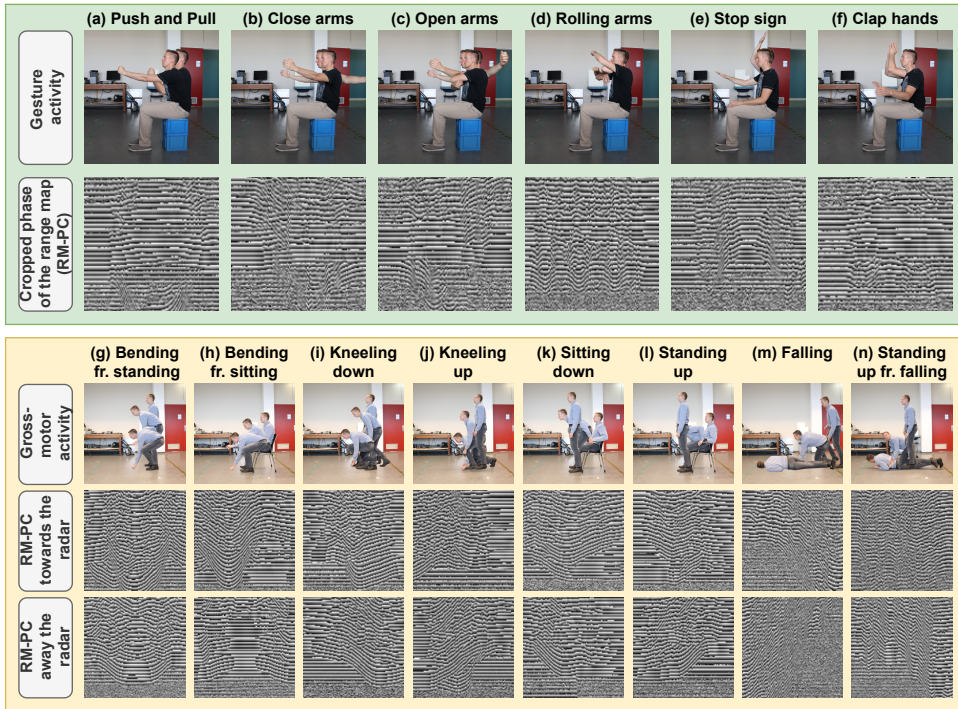 (a) Push and Pull
(b) Close arms
(c) Open arms
(d) Rolling arms
(e) Stop sign
(f) Clap hands
Gesture
activity
Cropped phase
of the range map
(RM-PC)
(g) Bending
fr. standing
(h) Bending
fr. sitting
(i) Kneeling
down
(j) Kneeling
up
(k) Sitting
down
(l) Standing
up
(m) Falling
(n) Standing
up fr. falling
Gross-
motor
activity
RM-PC
towards the
radar
RM-PC
away the
radar